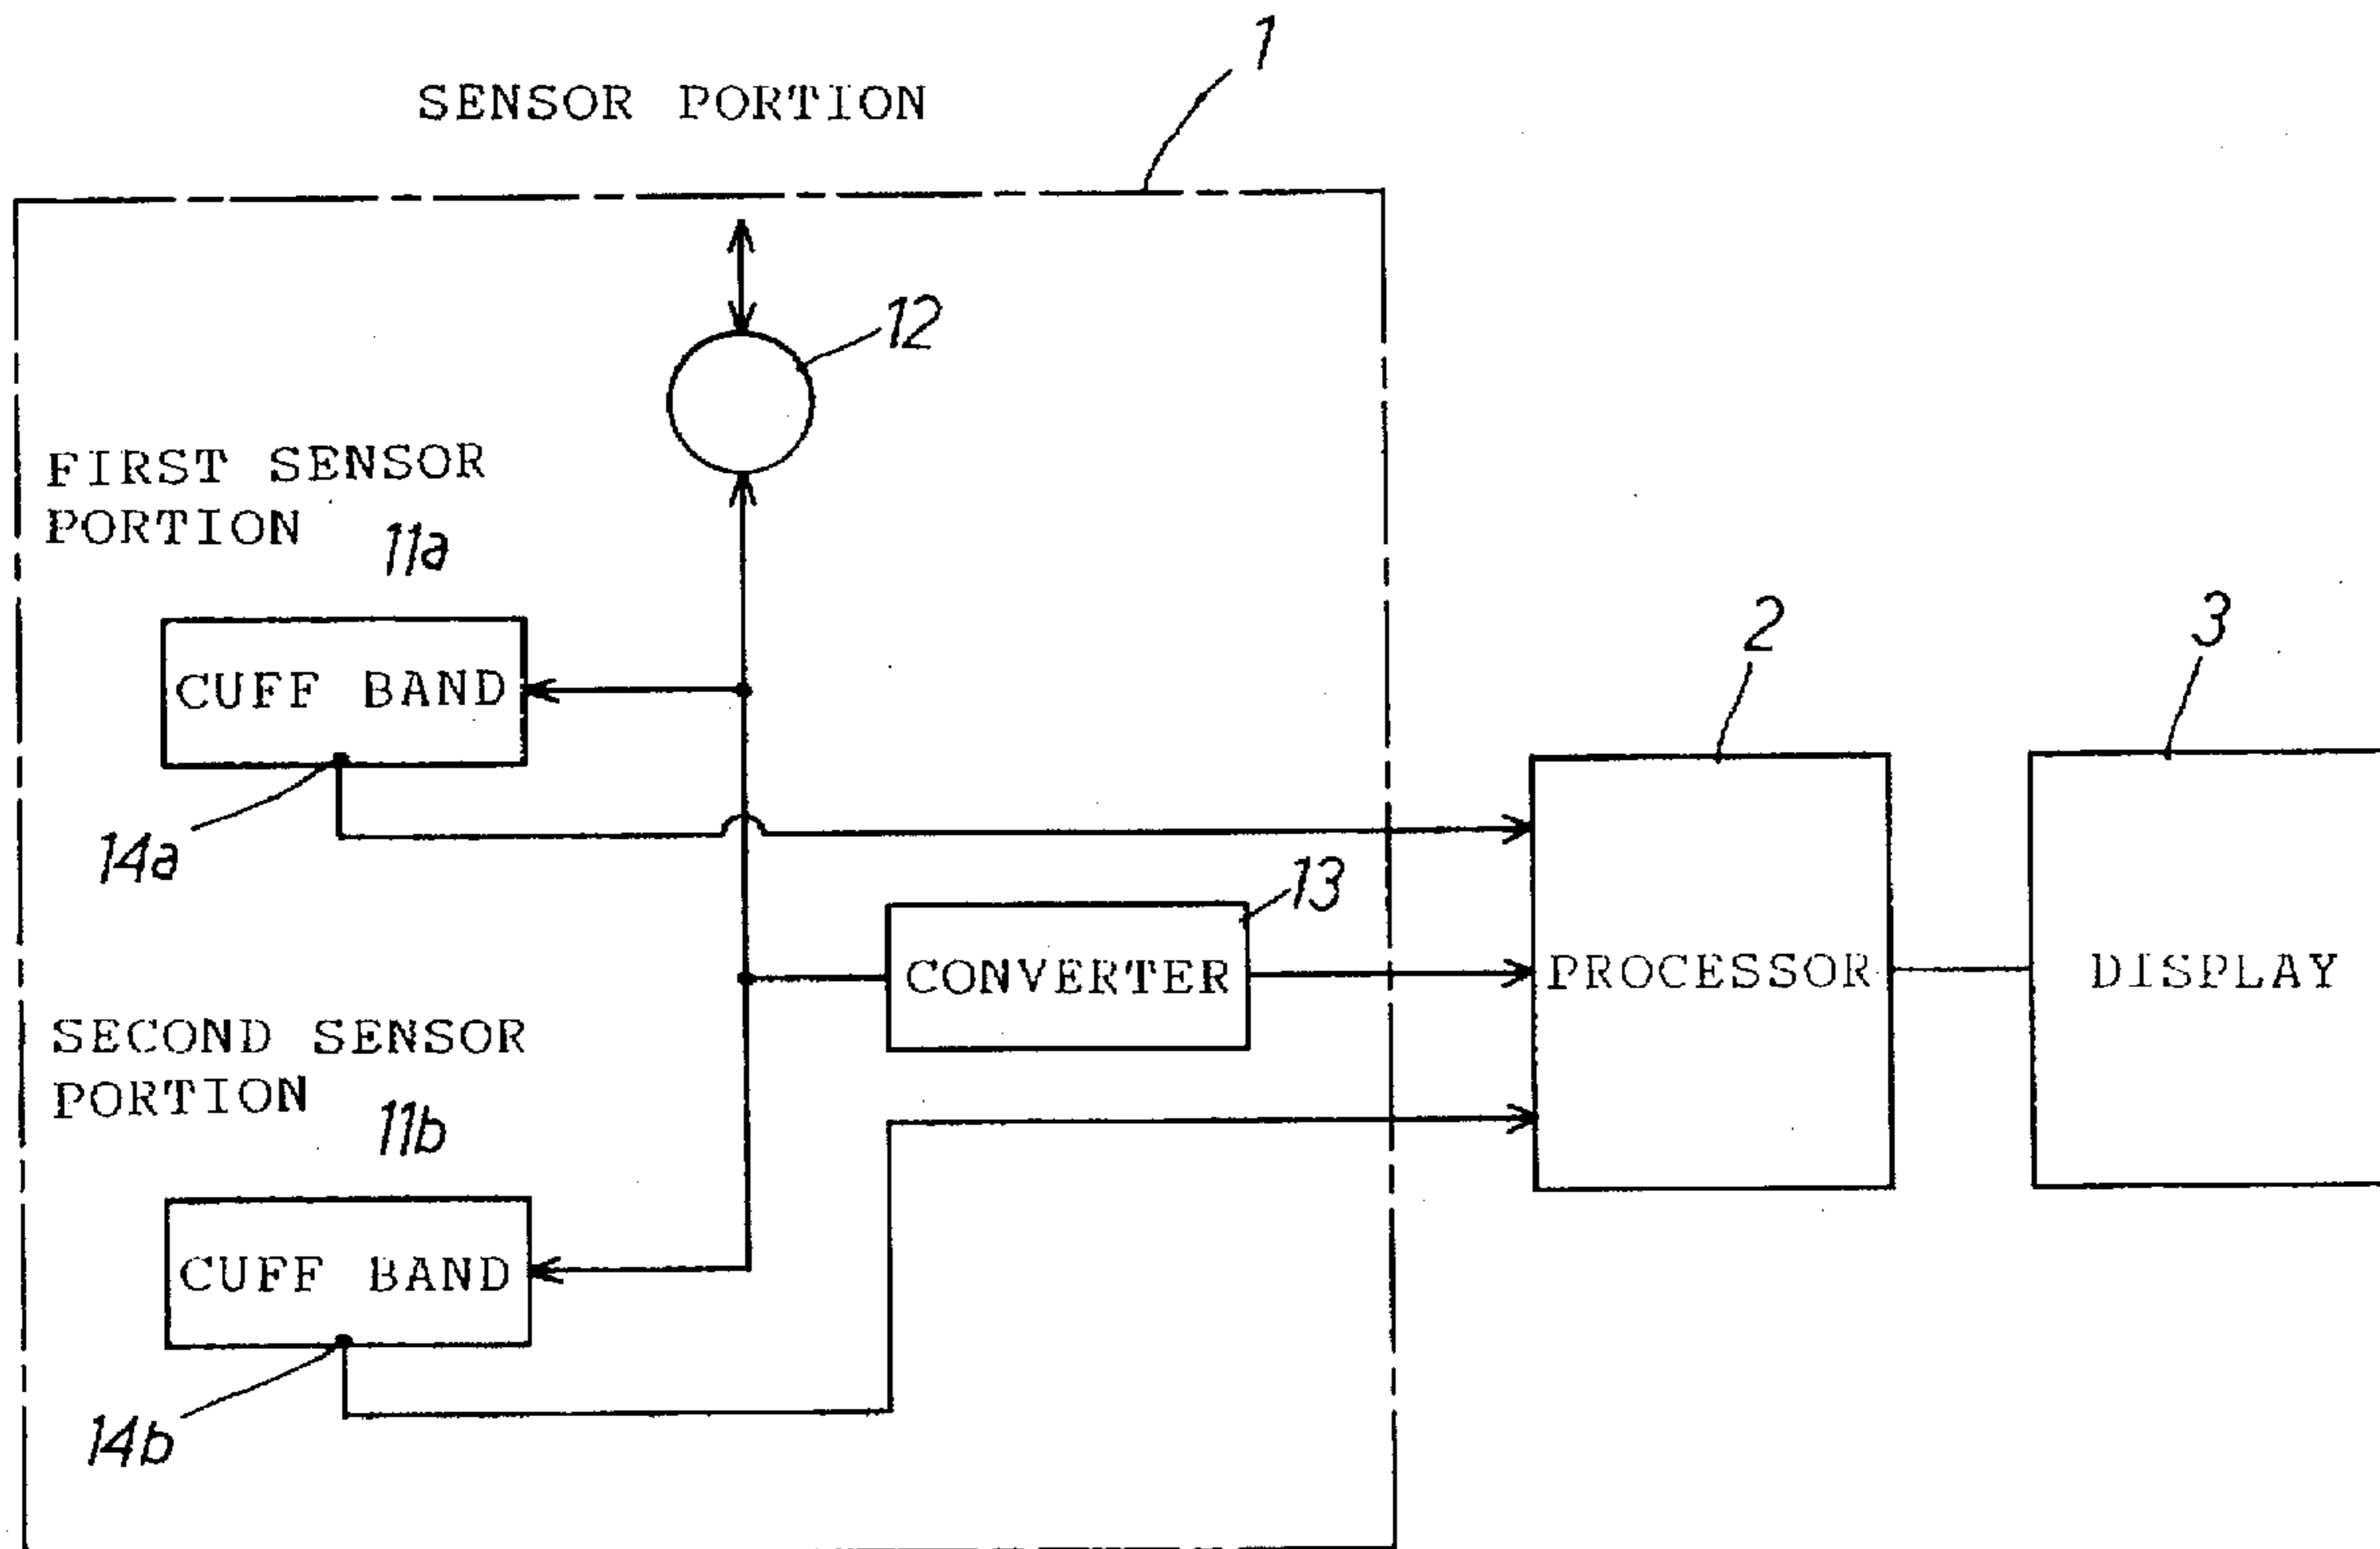 1
SENSOR PORTION
12
FIRST SENSOR
PORTION
11a
CUFF BAND
14a
2
3
13
CONVERTER
PROCESSOR
DISPLAY
SECOND SENSOR
PORTION
11b
CUFF BAND
14b